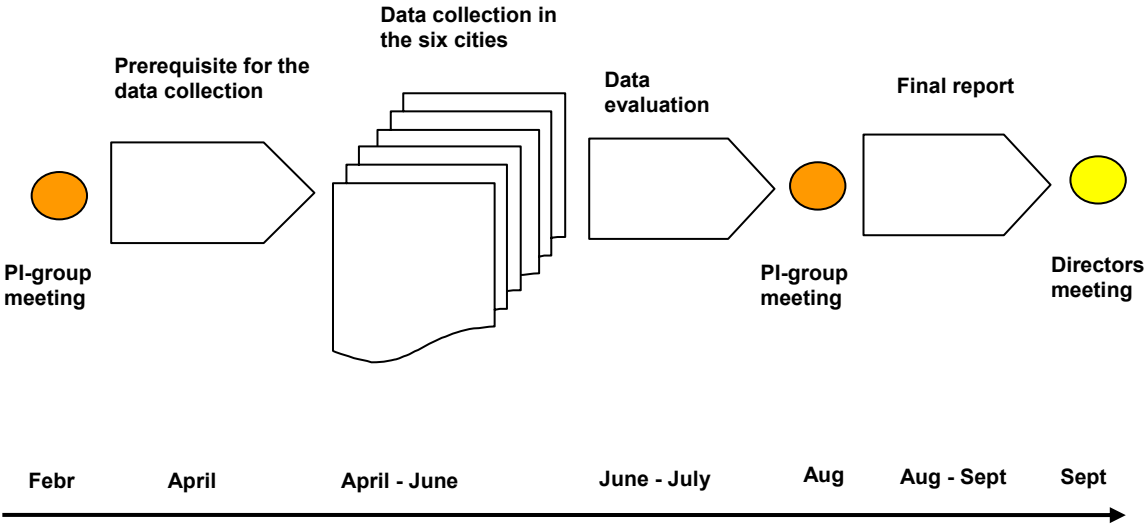 Data collection in
the six cities
Prerequisite for the
data collection
Data
evaluation
Final report
PI-group
meeting
PI-group
meeting
Directors
meeting
Febr
April
April - June
June - July
Aug
Aug - Sept
Sept